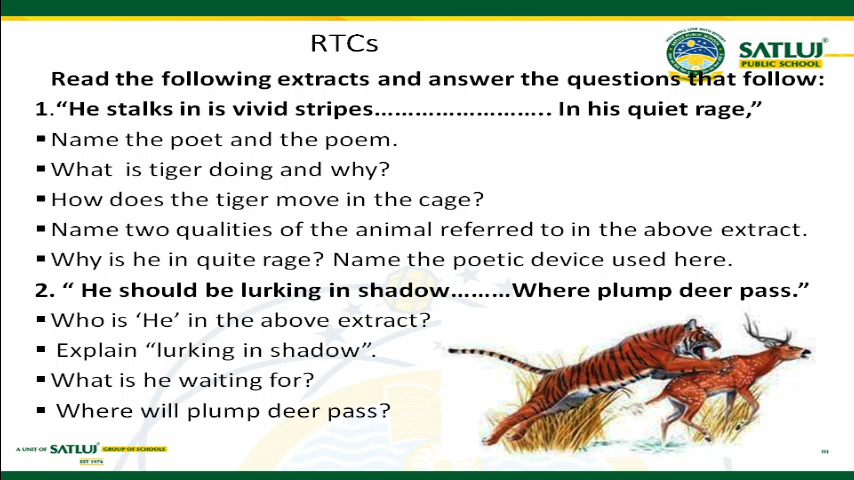 RTCs
SATLUJ
PUBLIC SCHOOL
Read the following extracts and answer the questions that follow:
1.“He stalks in is vivid stripes…………………….. In his quiet rage,”
▪ Name the poet and the poem.
▪ What is tiger doing and why?
▪ How does the tiger move in the cage?
▪ Name two qualities of the animal referred to in the above extract.
▪ Why is he in quite rage? Name the poetic device used here.
2. “ He should be lurking in shadow………Where plump deer pass.”
▪ Who is ‘He’ in the above extract?
▪ Explain “lurking in shadow”.
▪ What is he waiting for?
▪ Where will plump deer pass?
A UNIT OF SATLUJ GROUP OF SCHOOLS
EST 1976